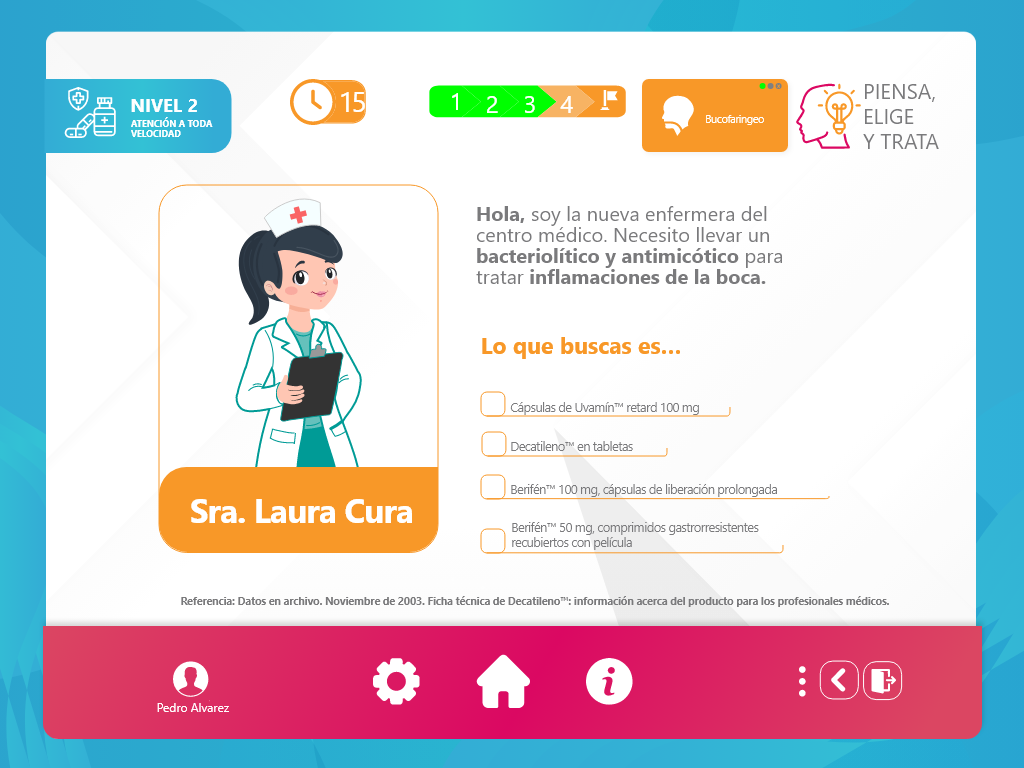 NIVEL 2
ATENCIÓN A TODA
VELOCIDAD
15
1 2 3 4
Bucofaringeo
PIENSA,
ELIGE
Y TRATA
Hola, soy la nueva enfermera del
centro médico. Necesito llevar un
bacteriolítico y antimicótico para
tratar inflamaciones de la boca.
Lo que buscas es...
Cápsulas de Uvamín™ retard 100 mg
Decatileno™ en tabletas
Berifén™ 100 mg, cápsulas de liberación prolongada
Berifén™ 50 mg, comprimidos gastrorresistentes
recubiertos con película
Sra. Laura Cura
Referencia: Datos en archivo. Noviembre de 2003. Ficha técnica de Decatileno™: información acerca del producto para los profesionales médicos.
Pedro Alvarez